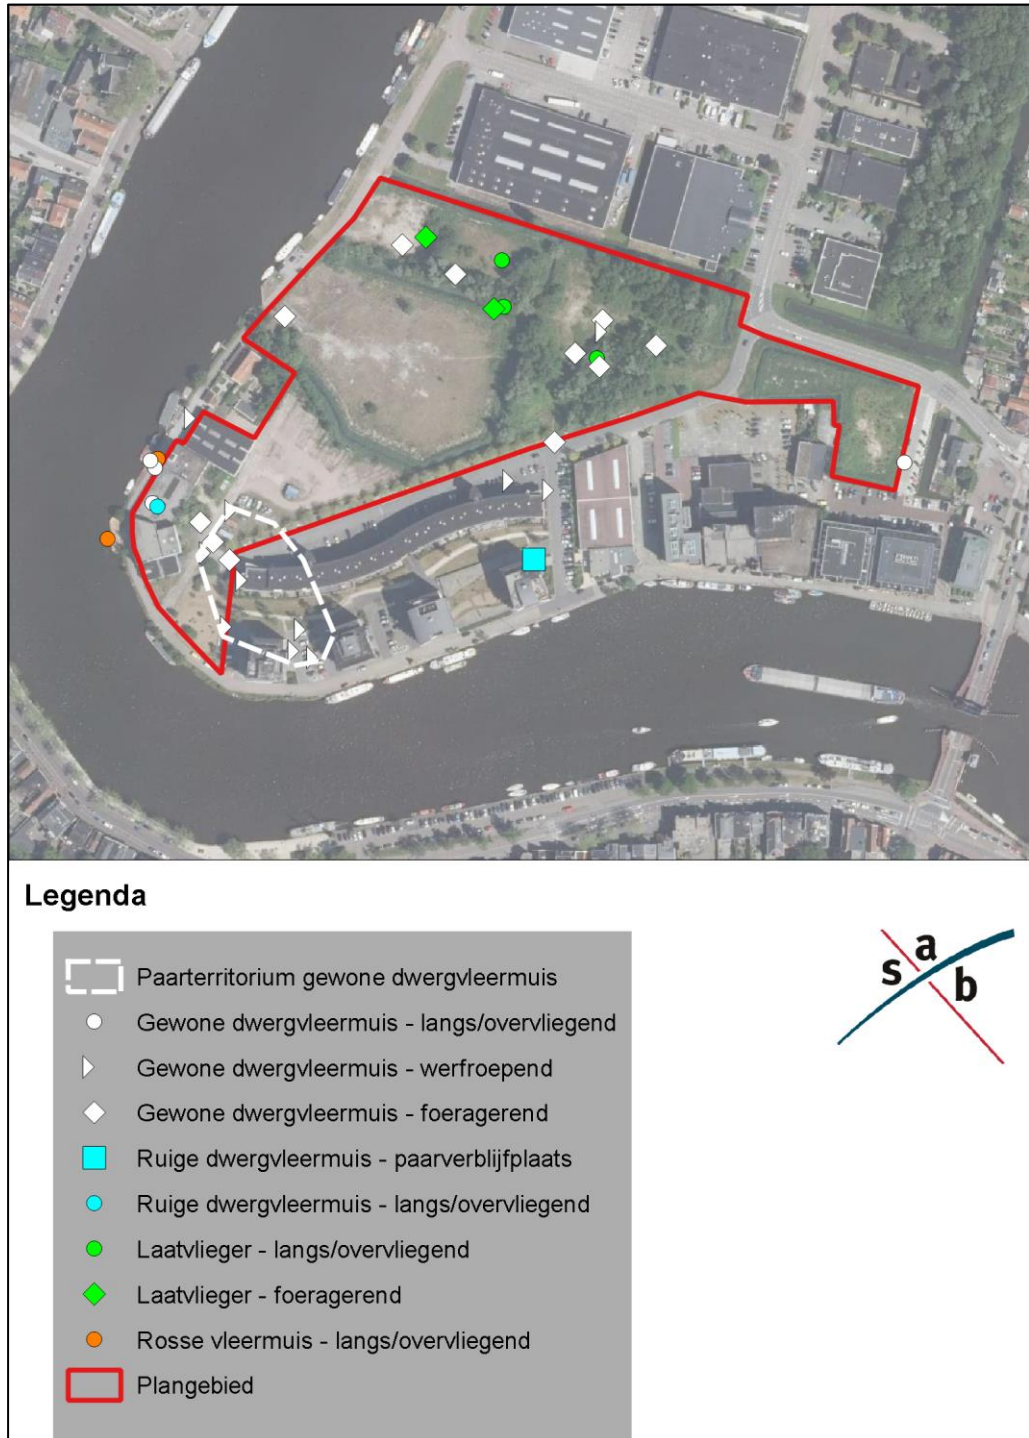 Legenda
Paarterritorium gewone dwergvleermuis
Gewone dwergvleermuis - langs/overvliegend
Gewone dwergvleermuis - werfroepend
Gewone dwergvleermuis - foeragerend
Ruige dwergvleermuis - paarverblijfplaats
Ruige dwergvleermuis - langs/overvliegend
Laatvlieger - langs/overvliegend
Laatvlieger - foeragerend
Rosse vleermuis - langs/overvliegend
Plangebied
s a b